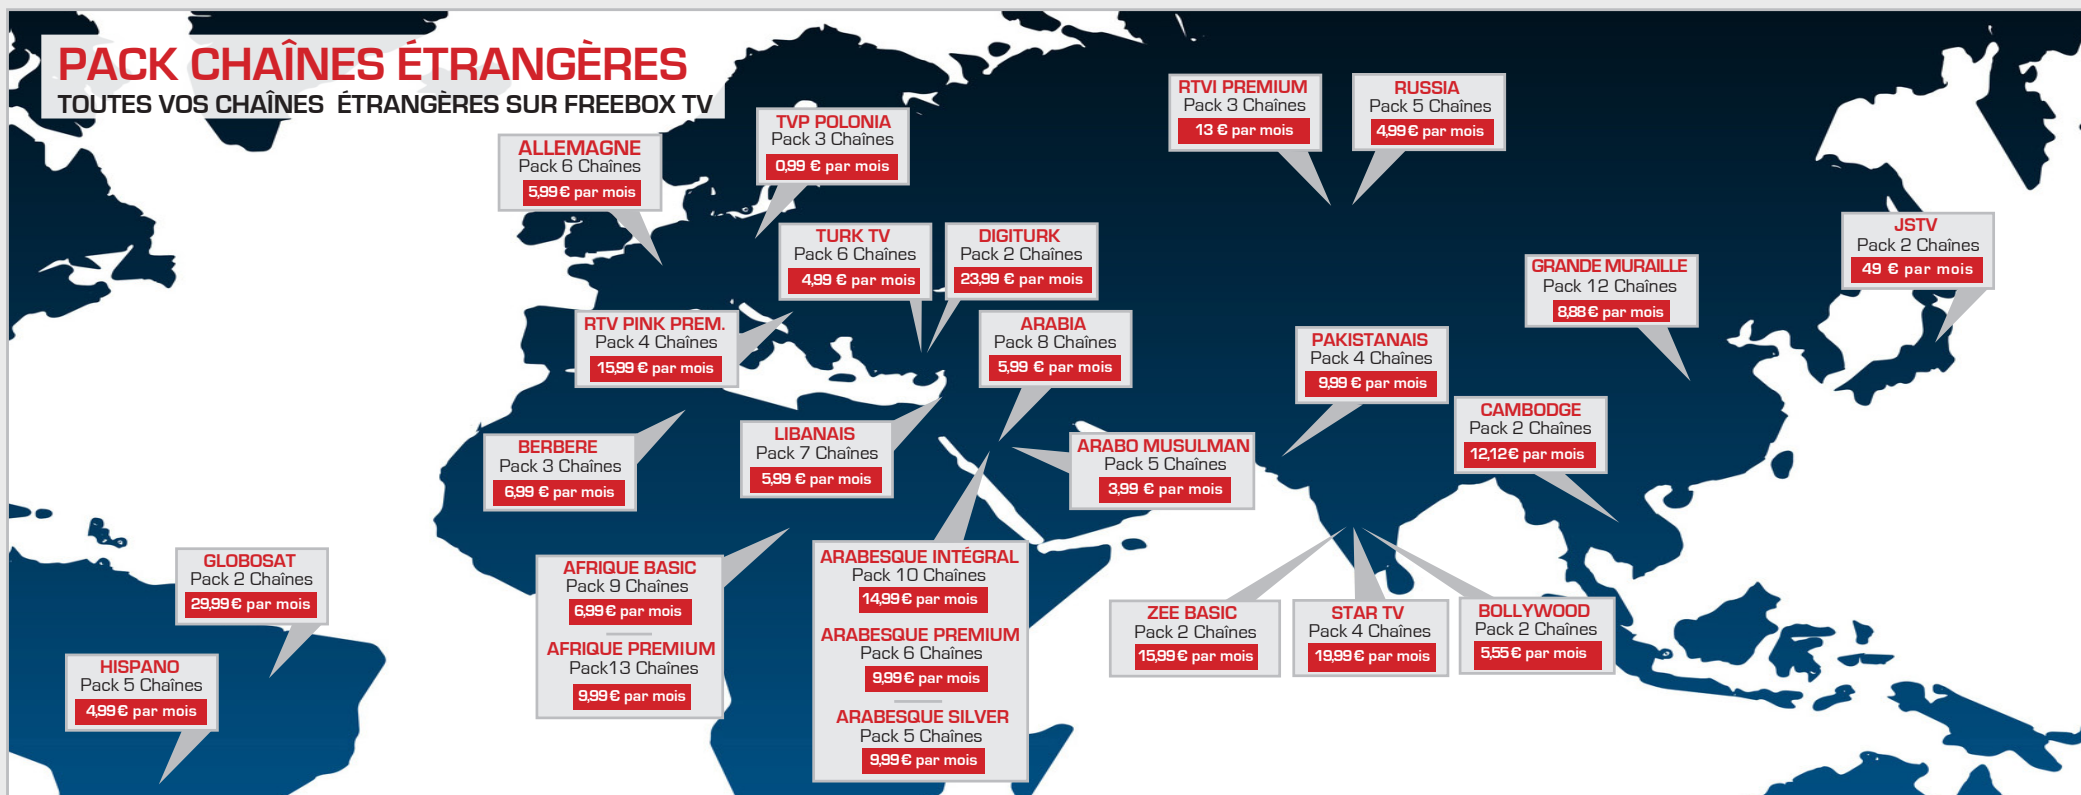 PACK CHAÎNES ÉTRANGÈRES
TOUTES VOS CHAÎNES ÉTRANGÈRES SUR FREEBOX TV
ALLEMAGNE
Pack 6 Chaînes
5,99 € par mois
TVP POLONIA
Pack 3 Chaînes
0,99 € par mois
RTVI PREMIUM
Pack 3 Chaînes
13 € par mois
RUSSIA
Pack 5 Chaînes
4,99 € par mois
TURK TV
Pack 6 Chaînes
4,99 € par mois
DIGITURK
Pack 2 Chaînes
23,99 € par mois
JSTV
Pack 2 Chaînes
49 € par mois
GRANDE MURAILLE
Pack 12 Chaînes
8,88 € par mois
RTV PINK PREM.
Pack 4 Chaînes
15,99 € par mois
ARABIA
Pack 8 Chaînes
5,99 € par mois
PAKISTANAIS
Pack 4 Chaînes
9,99 € par mois
CAMBODGE
Pack 2 Chaînes
12,12 € par mois
BERBERE
Pack 3 Chaînes
6,99 € par mois
LIBANAIS
Pack 7 Chaînes
5,99 € par mois
ARABO MUSULMAN
Pack 5 Chaînes
3,99 € par mois
GLOBOSAT
Pack 2 Chaînes
29,99 € par mois
HISPANO
Pack 5 Chaînes
4,99 € par mois
AFRIQUE BASIC
Pack 9 Chaînes
6,99 € par mois
AFRIQUE PREMIUM
Pack13 Chaînes
9,99 € par mois
ARABESQUE INTÉGRAL
Pack 10 Chaînes
14,99 € par mois
ARABESQUE PREMIUM
Pack 6 Chaînes
9,99 € par mois
ARABESQUE SILVER
Pack 5 Chaînes
9,99 € par mois
ZEE BASIC
Pack 2 Chaînes
15,99 € par mois
STAR TV
Pack 4 Chaînes
19,99 € par mois
BOLLYWOOD
Pack 2 Chaînes
5,55 € par mois